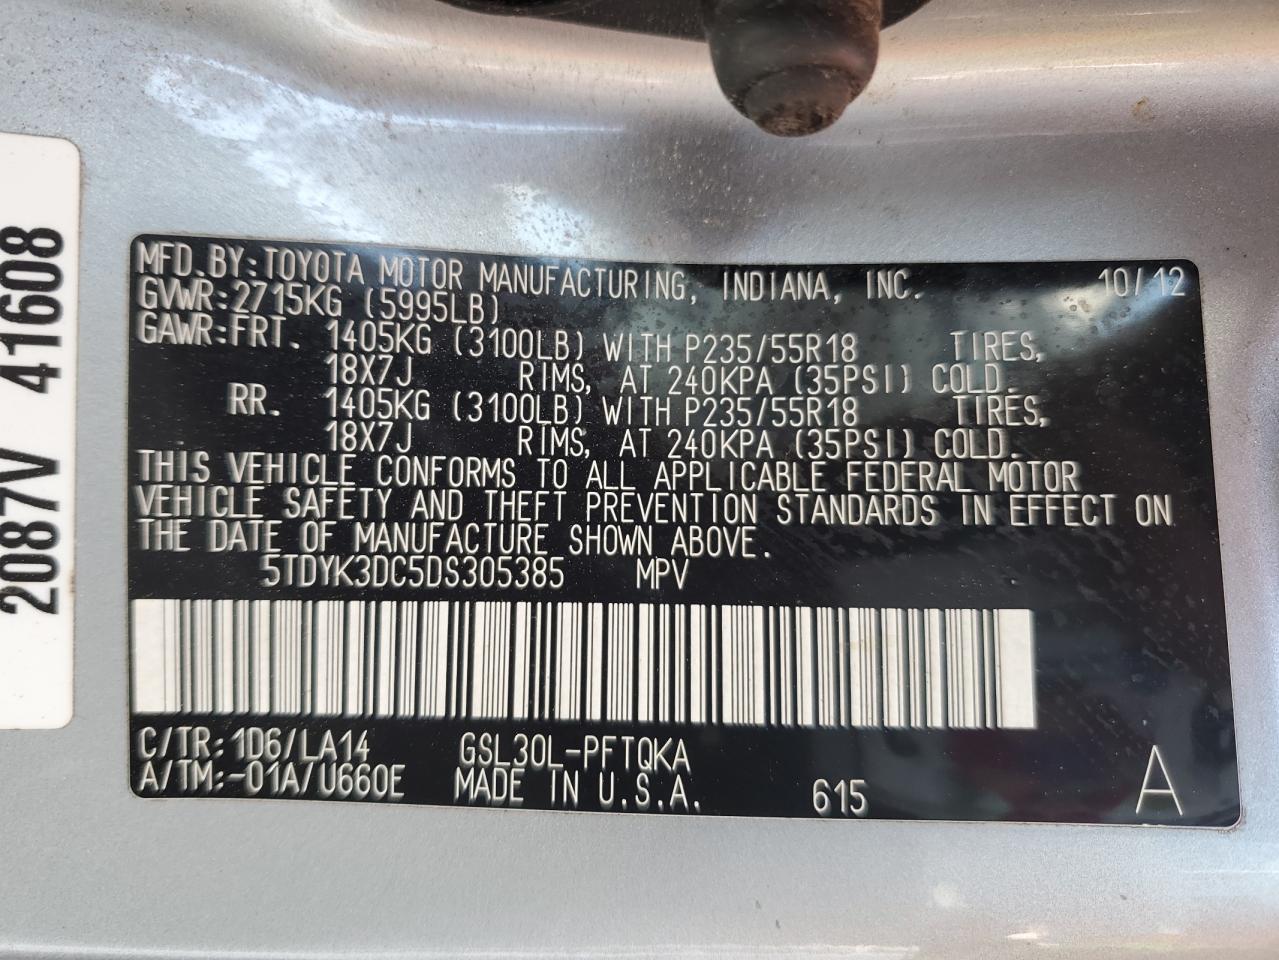 2087V 41608
MFD.BY:TOYOTA MOTOR MANUFACTURING, INDIANA, INC. 10/12
GVWR:2715KG (5995LB)
GAWR:FRT. 1405KG (3100LB) WITH P235/55R18 TIRES,
18X7J RIMS, AT 240KPA (35PSI) COLD.
RR. 1405KG (3100LB) WITH P235/55R18 TIRES,
18X7J RIMS, AT 240KPA (35PSI) COLD.
THIS VEHICLE CONFORMS TO ALL APPLICABLE FEDERAL MOTOR
VEHICLE SAFETY AND THEFT PREVENTION STANDARDS IN EFFECT ON
THE DATE OF MANUFACTURE SHOWN ABOVE.
5TDYK3DC5DS305385 MPV
C/TR:1D6/LA14 GSL30L-PFTQKA
A/TM:-01A/U660E MADE IN U.S.A. 615 A